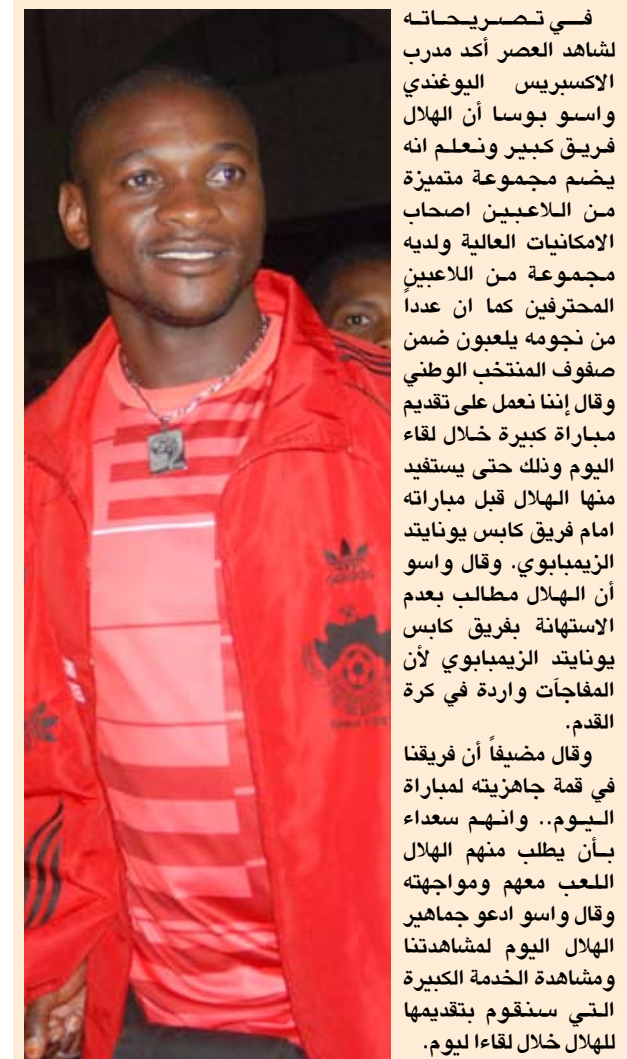 في تصريحاته
لشاهد العصر أكد مدرب
الاكسبريس اليوغندي
واسو بوسا أن الهلال
فريق كبير ونعلم انه
يضم مجموعة متميزة
من اللاعبين اصحاب
الامكانيات العالية ولديه
مجموعة من اللاعبين
المحترفين كما ان عدداً
من نجومه يلعبون ضمن
صفوف المنتخب الوطني
وقال إننا نعمل على تقديم
مباراة كبيرة خلال لقاء
اليوم وذلك حتى يستفيد
منها الهلال قبل مباراته
امام فريق كابس يونايتد
الزيمبابوي. وقال واسو
أن الهلال مطالب بعدم
الاستهانة بفريق كابس
يونايتد الزيمبابوي لأن
المفاجآت واردة في كرة
القدم.
وقال مضيفاً أن فريقنا
في قمة جاهزيته لمباراة
اليوم.. وانهم سعداء
بأن يطلب منهم الهلال
اللعب معهم ومواجهته
وقال واسو ادعو جماهير
الهلال اليوم لمشاهدتنا
ومشاهدة الخدمة الكبيرة
التي سنقوم بتقديمها
للهلال خلال لقاءا ليوم.
adidas